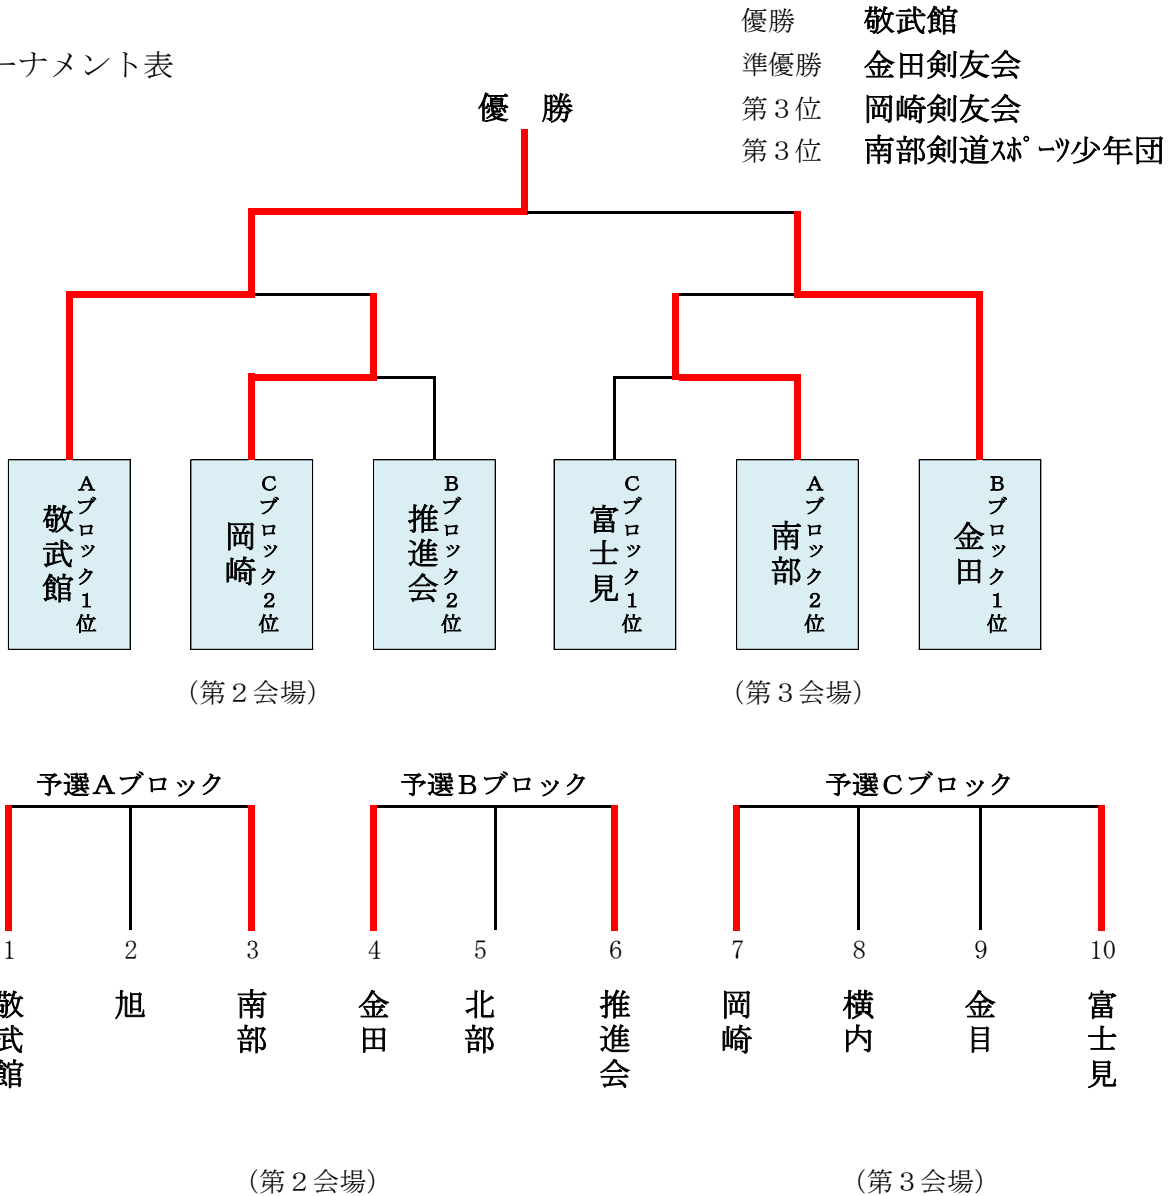 優勝 敬武館
ーナメント表
準優勝 金田剣友会
優 勝
第３位 岡崎剣友会
第３位 南部剣道ｽﾎﾟｰﾂ少年団
Aブロック1位
敬武館
Cブロック2位
岡崎
Bブロック2位
推進会
Cブロック1位
富士見
Aブロック2位
南部
Bブロック1位
金田
（第２会場）
（第３会場）
予選Aブロック
予選Bブロック
予選Cブロック
1 2 3 4 5 6 7 8 9 10
敬武館
旭
南部
金田
北部
推進会
岡崎
横内
金目
富士見
（第２会場）
（第３会場）